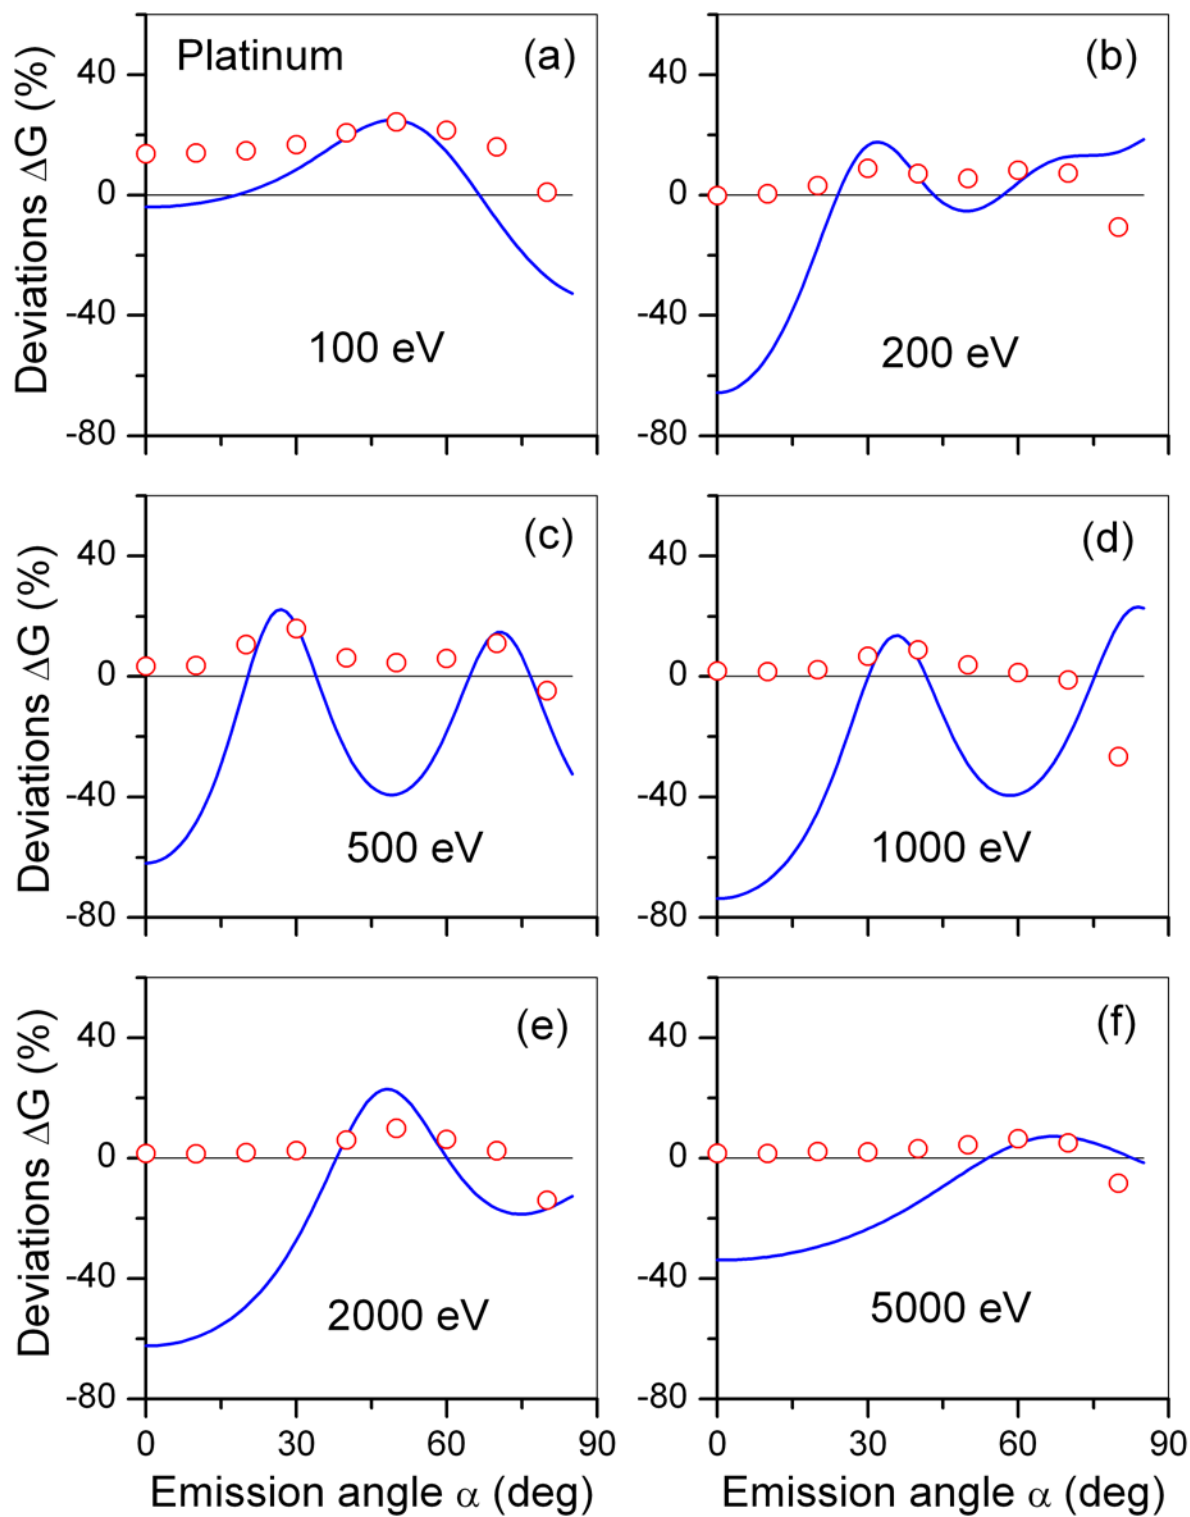 Platinum (a)
Deviations ΔG (%)
40
0
-40
-80
100 eV
(b)
40
0
-40
-80
200 eV
(c)
Deviations ΔG (%)
40
0
-40
-80
500 eV
(d)
40
0
-40
-80
1000 eV
(e)
Deviations ΔG (%)
40
0
-40
-80
2000 eV
0 30 60 90
Emission angle α (deg)
(f)
40
0
-40
-80
5000 eV
0 30 60 90
Emission angle α (deg)